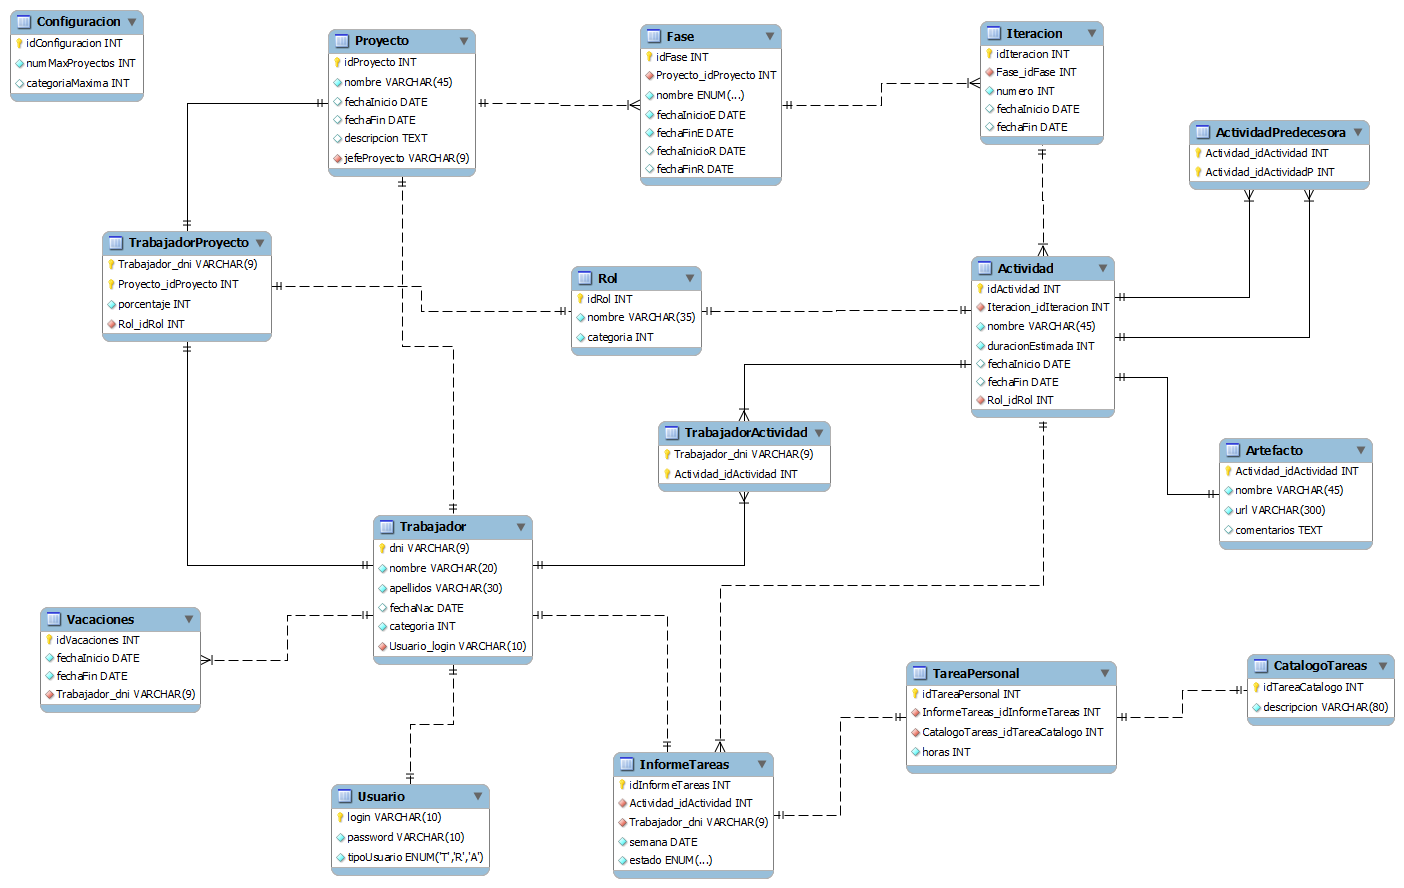 Configuracion
idConfiguracion INT
numMaxProyectos INT
categoriaMaxima INT
Proyecto
idProyecto INT
nombre VARCHAR(45)
fechaInicio DATE
fechaFin DATE
descripcion TEXT
jefeProyecto VARCHAR(9)
Fase
idFase INT
Proyecto_idProyecto INT
nombre ENUM(...)
fechaInicioE DATE
fechaFinE DATE
fechaInicioR DATE
fechaFinR DATE
Iteracion
idIteracion INT
Fase_idFase INT
numero INT
fechaInicio DATE
fechaFin DATE
ActividadPredecesora
Actividad_idActividad INT
Actividad_idActividadP INT
TrabajadorProyecto
Trabajador_dni VARCHAR(9)
Proyecto_idProyecto INT
porcentaje INT
Rol_idRol INT
Rol
idRol INT
nombre VARCHAR(35)
categoria INT
Actividad
idActividad INT
Iteracion_idIteracion INT
nombre VARCHAR(45)
duracionEstimada INT
fechaInicio DATE
fechaFin DATE
Rol_idRol INT
TrabajadorActividad
Trabajador_dni VARCHAR(9)
Actividad_idActividad INT
Artefacto
Actividad_idActividad INT
nombre VARCHAR(45)
url VARCHAR(300)
comentarios TEXT
Trabajador
dni VARCHAR(9)
nombre VARCHAR(20)
apellidos VARCHAR(30)
fechaNac DATE
categoria INT
Usuario_login VARCHAR(10)
Vacaciones
idVacaciones INT
fechaInicio DATE
fechaFin DATE
Trabajador_dni VARCHAR(9)
TareaPersonal
idTareaPersonal INT
InformeTareas_idInformeTareas INT
CatalogoTareas_idTareaCatalogo INT
horas INT
CatalogoTareas
idTareaCatalogo INT
descripcion VARCHAR(80)
InformeTareas
idInformeTareas INT
Actividad_idActividad INT
Trabajador_dni VARCHAR(9)
semana DATE
estado ENUM(...)
Usuario
login VARCHAR(10)
password VARCHAR(10)
tipoUsuario ENUM('T','R','A')